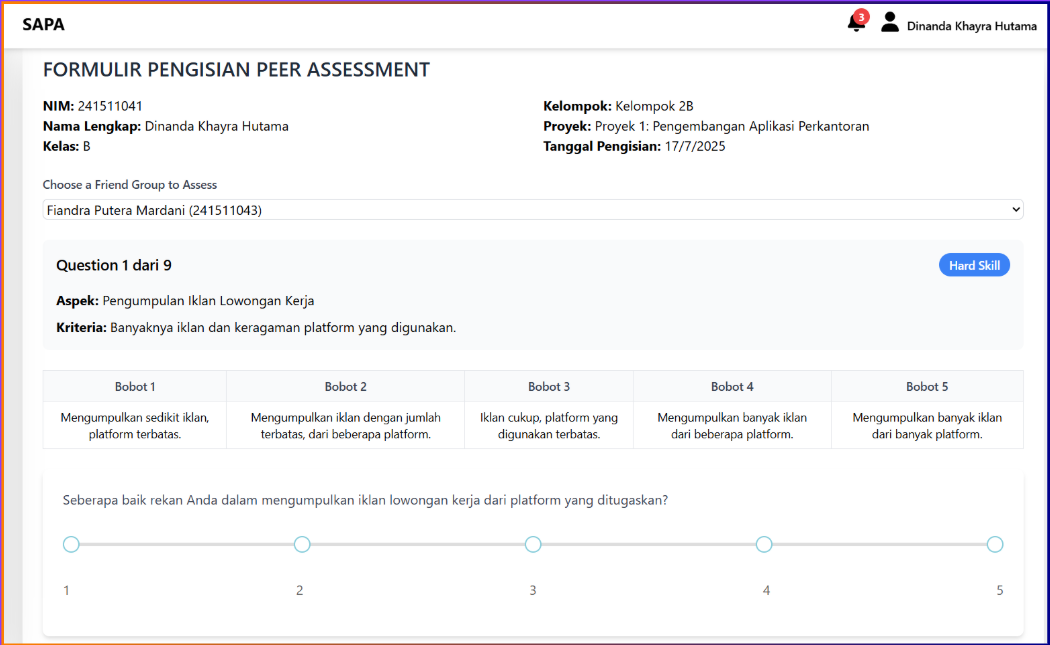 SAPA
3
Dinanda Khayra Hutama
FORMULIR PENGISIAN PEER ASSESSMENT
NIM: 241511041
Nama Lengkap: Dinanda Khayra Hutama
Kelas: B
Kelompok: Kelompok 2B
Proyek: Proyek 1: Pengembangan Aplikasi Perkantoran
Tanggal Pengisian: 17/7/2025
Choose a Friend Group to Assess
Fiandra Putera Mardani (241511043)
Question 1 dari 9
Hard Skill
Aspek: Pengumpulan Iklan Lowongan Kerja
Kriteria: Banyaknya iklan dan keragaman platform yang digunakan.
Bobot 1
Bobot 2
Bobot 3
Bobot 4
Bobot 5
Mengumpulkan sedikit iklan,
platform terbatas.
Mengumpulkan iklan dengan jumlah
terbatas, dari beberapa platform.
Iklan cukup, platform yang
digunakan terbatas.
Mengumpulkan banyak iklan
dari beberapa platform.
Mengumpulkan banyak iklan
dari banyak platform.
Seberapa baik rekan Anda dalam mengumpulkan iklan lowongan kerja dari platform yang ditugaskan?
1
2
3
4
5